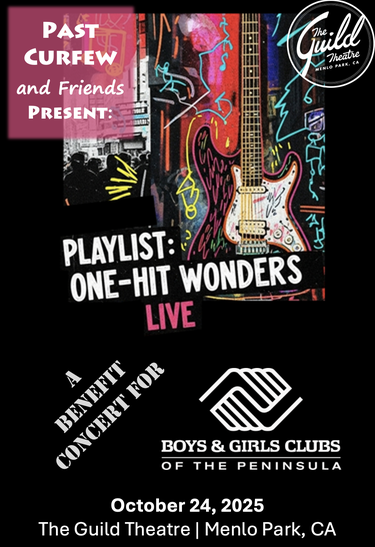 PAST
CURFEW
and Friends
PRESENT:
The
Guild
Theatre
MENLO PARK, CA
PLAYLIST:
ONE-HIT WONDERS
LIVE
A
BENEFIT
CONCERT FOR
BOYS & GIRLS CLUBS
OF THE PENINSULA
October 24, 2025
The Guild Theatre | Menlo Park, CA